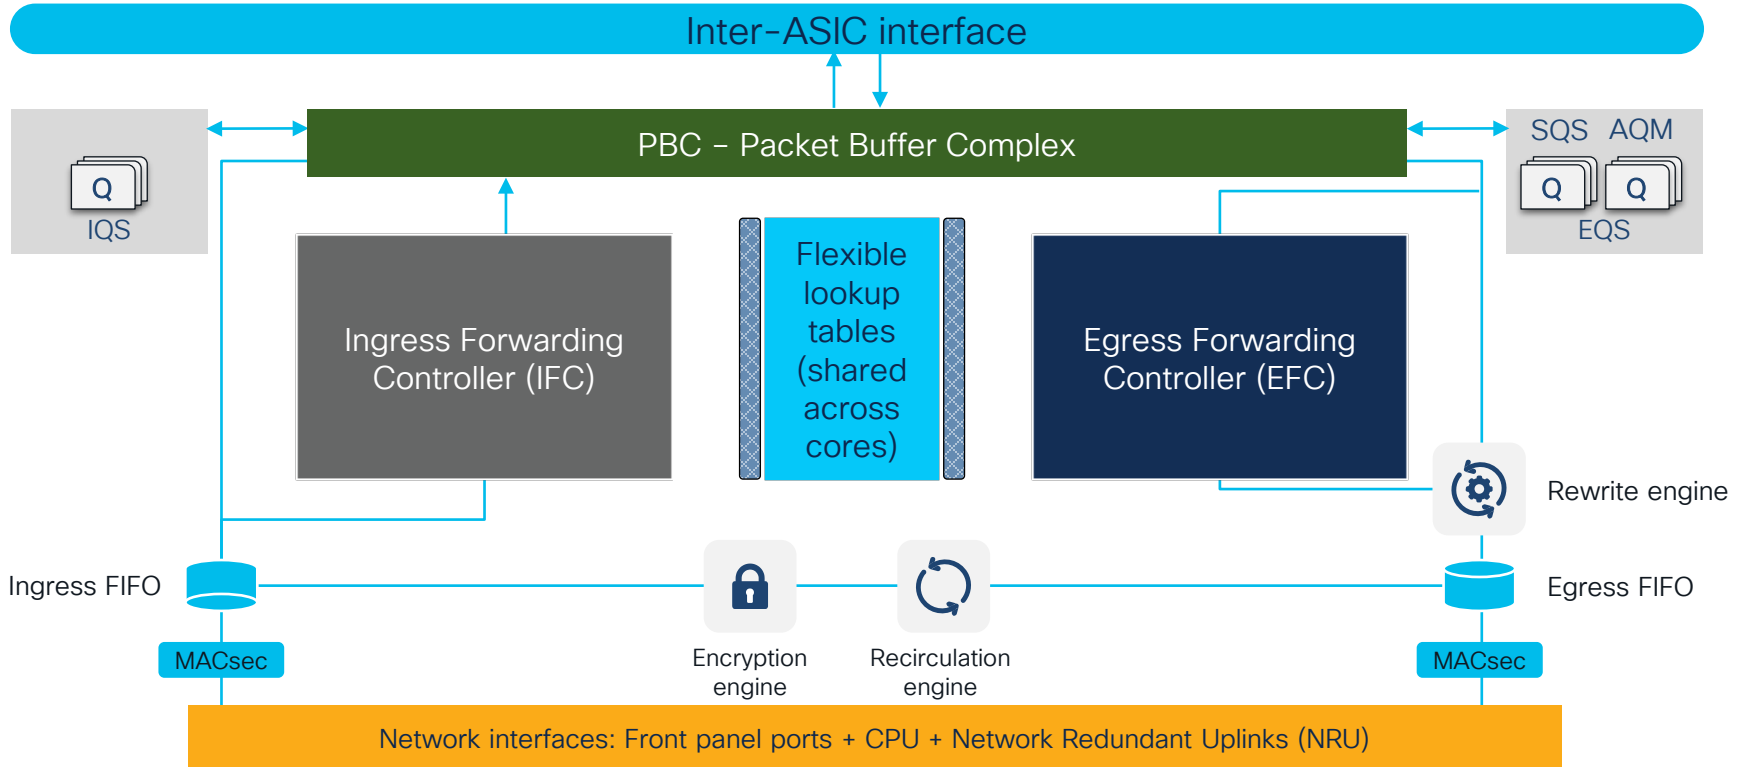 Inter-ASIC interface
PBC – Packet Buffer Complex
SQS AQM
Q
IQS
Q
Q
EQS
Flexible
lookup
tables
(shared
across
cores)
Ingress Forwarding
Controller (IFC)
Egress Forwarding
Controller (EFC)
Rewrite engine
Ingress FIFO
Egress FIFO
MACsec
Encryption
engine
Recirculation
engine
MACsec
Network interfaces: Front panel ports + CPU + Network Redundant Uplinks (NRU)